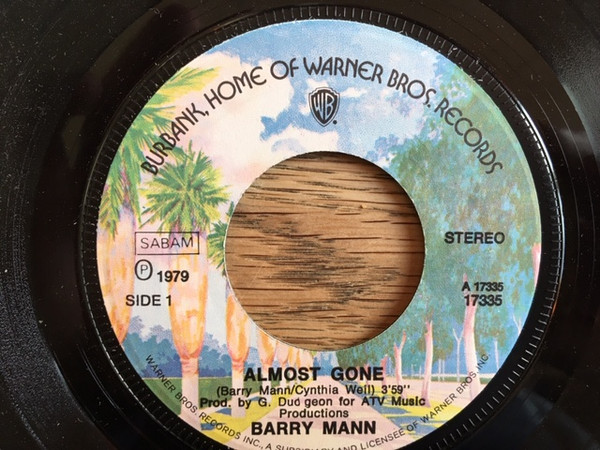 BURBANK, HOME OF WARNER BROS. RECORDS
WB
SABAM
STEREO
Ⓟ 1979
SIDE 1
A 17335
17335
ALMOST GONE
(Barry Mann/Cynthia Weil) 3'59"
Prod. by G. Dudgeon for ATV Music
Productions
BARRY MANN
WARNER BROS RECORDS INC., A SUBSIDIARY AND LICENSEE OF WARNER BROS. INC